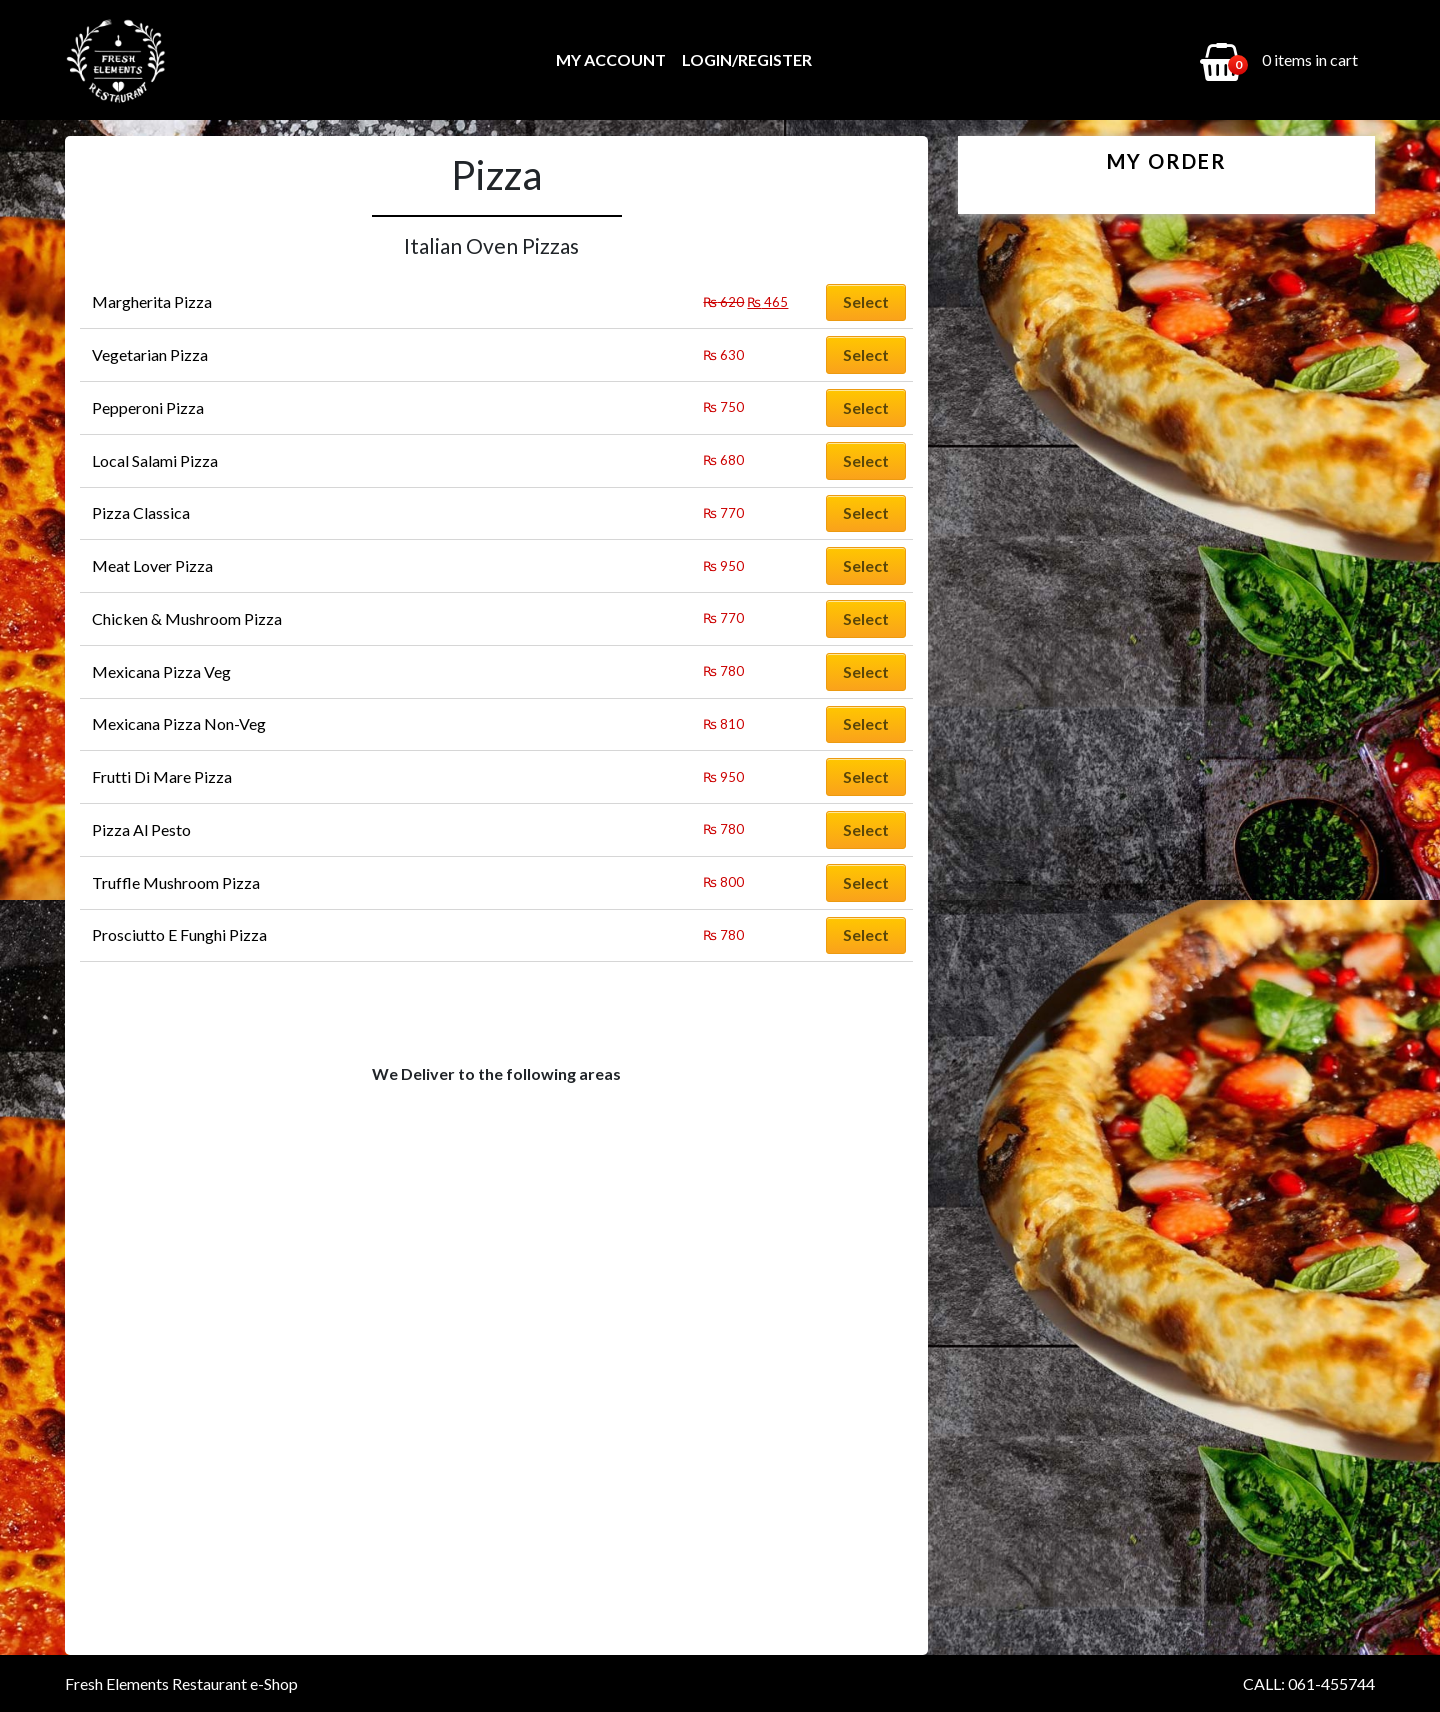 FRESH
ELEMENTS
RESTAURANT
MY ACCOUNT LOGIN/REGISTER
0
0 items in cart
Pizza
Italian Oven Pizzas
Margherita Pizza ₨ 620 ₨ 465 Select
Vegetarian Pizza ₨ 630 Select
Pepperoni Pizza ₨ 750 Select
Local Salami Pizza ₨ 680 Select
Pizza Classica ₨ 770 Select
Meat Lover Pizza ₨ 950 Select
Chicken & Mushroom Pizza ₨ 770 Select
Mexicana Pizza Veg ₨ 780 Select
Mexicana Pizza Non-Veg ₨ 810 Select
Frutti Di Mare Pizza ₨ 950 Select
Pizza Al Pesto ₨ 780 Select
Truffle Mushroom Pizza ₨ 800 Select
Prosciutto E Funghi Pizza ₨ 780 Select
We Deliver to the following areas
MY ORDER
Fresh Elements Restaurant e-Shop
CALL: 061-455744